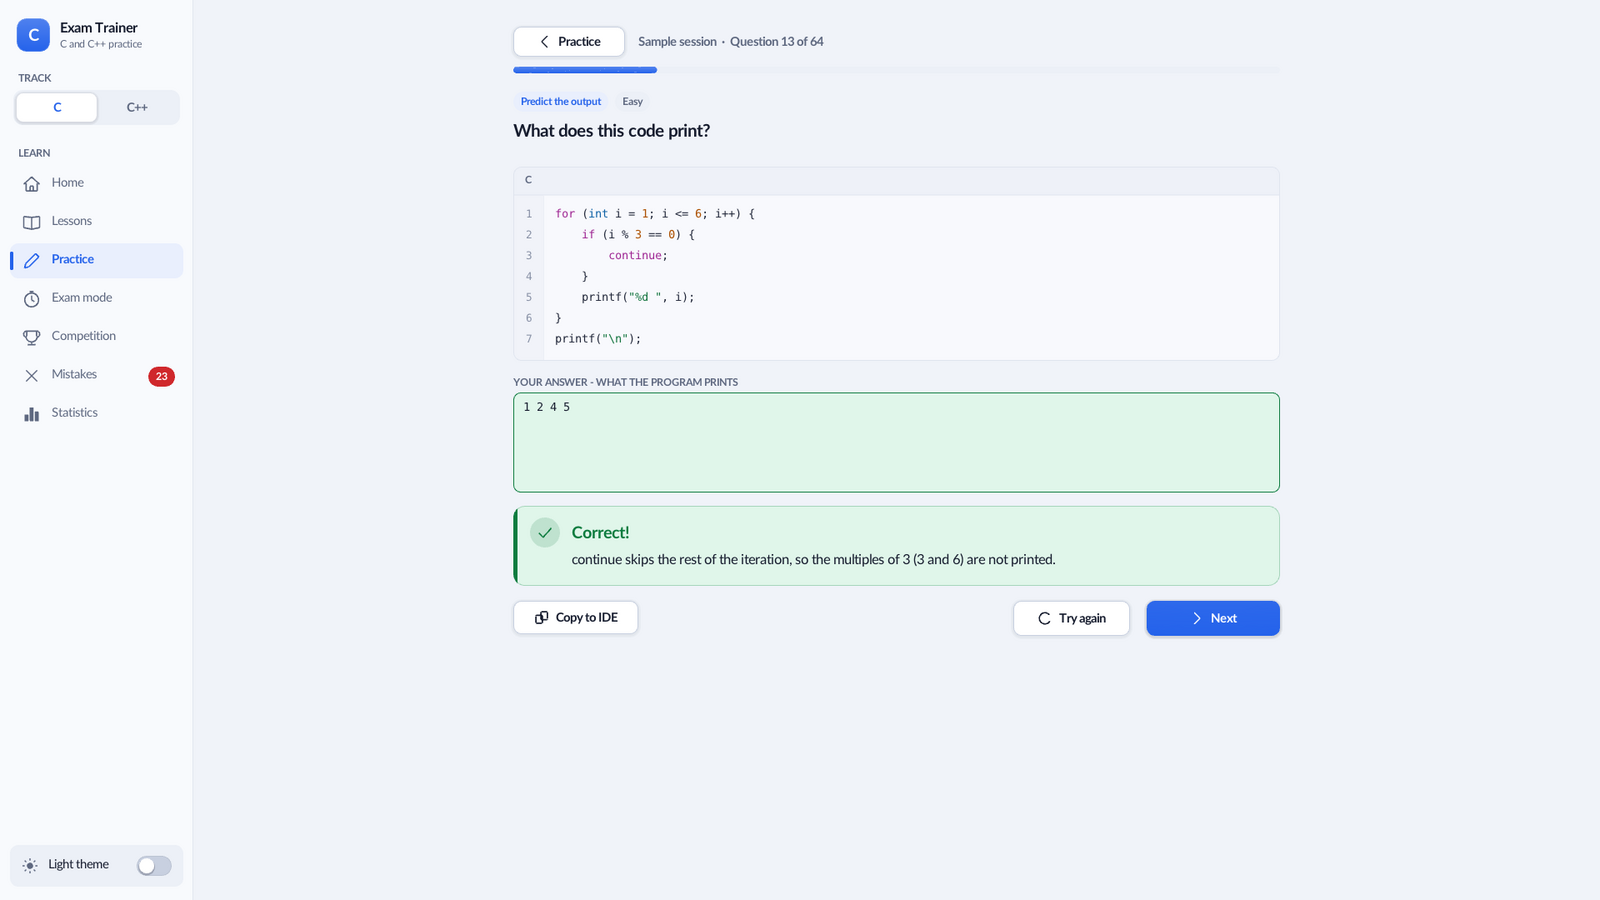 C
Exam Trainer
C and C++ practice
TRACK
C
C++
LEARN
Home
Lessons
Practice
Exam mode
Competition
Mistakes
23
Statistics
Light theme
Practice
Sample session · Question 13 of 64
Predict the output
Easy
What does this code print?
C
1 for (int i = 1; i <= 6; i++) {
2     if (i % 3 == 0) {
3         continue;
4     }
5     printf("%d ", i);
6 }
7 printf("\n");
YOUR ANSWER - WHAT THE PROGRAM PRINTS
1 2 4 5
Correct!
continue skips the rest of the iteration, so the multiples of 3 (3 and 6) are not printed.
Copy to IDE
Try again
Next